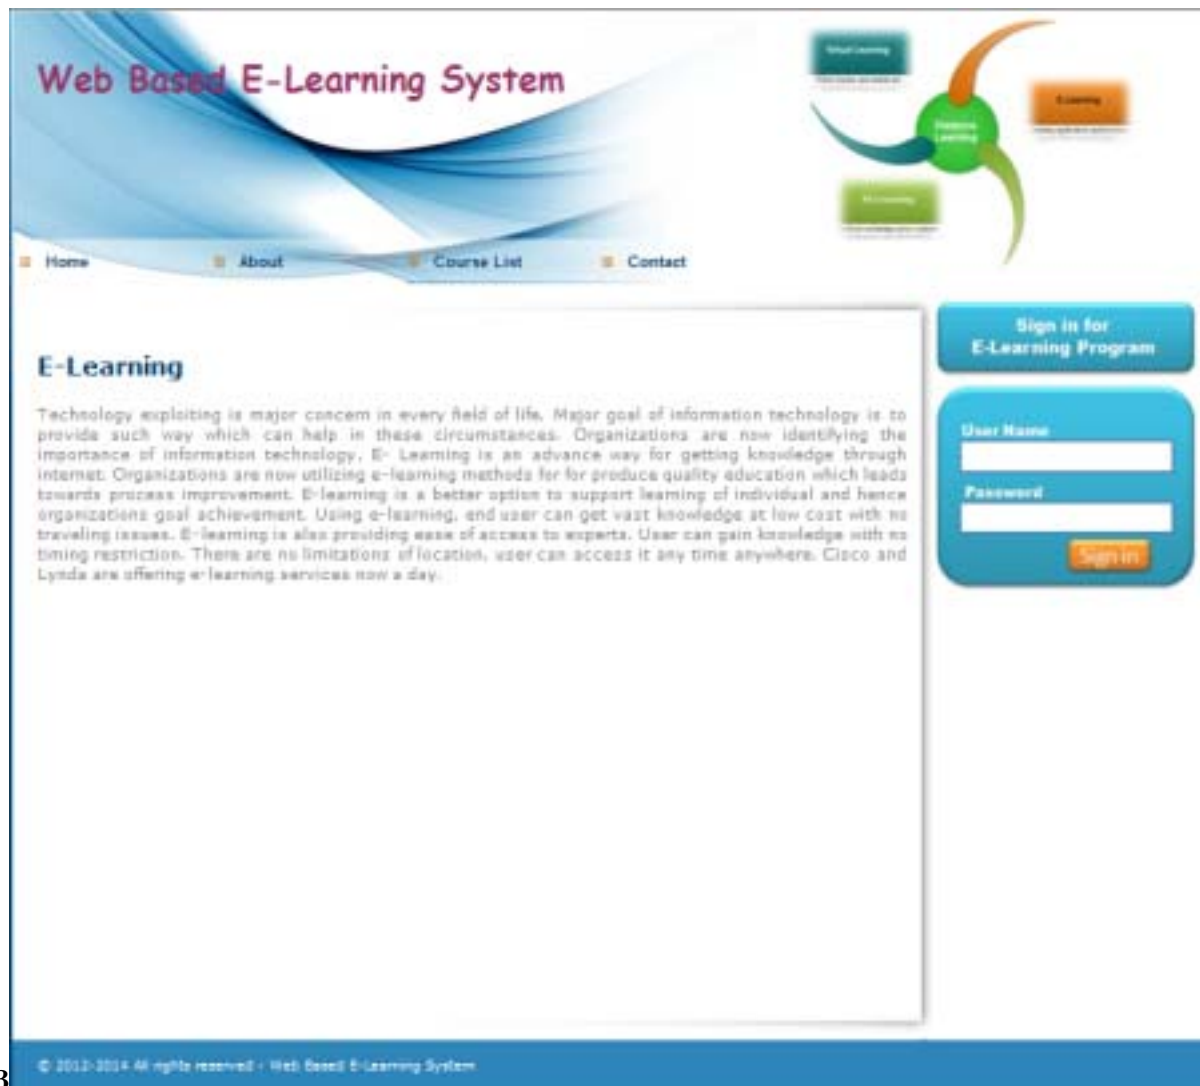 Web Based E-Learning System
Virtual Learning
E-Learning
Distance
Learning
Home
About
Course List
Contact
Sign in for
E-Learning Program
E-Learning
Technology exploiting is major concern in every field of life. Major goal of information technology is to
provide such way which can help in these circumstances. Organizations are now identifying the
importance of information technology. E- Learning is an advance way for getting knowledge through
internet. Organizations are now utilizing e-learning methods for for produce quality education which leads
towards process improvement. E-learning is a better option to support learning of individual and hence
organizations goal achievement. Using e-learning, end user can get vast knowledge at low cost with no
traveling issues. E-learning is also providing ease of access to experts. User can gain knowledge with no
timing restriction. There are no limitations of location, user can access it any time anywhere. Cisco and
Lynda are offering e-learning services now a day.
User Name
Password
Sign in
© 2012-2014 All rights reserved - Web Based E-Learning System